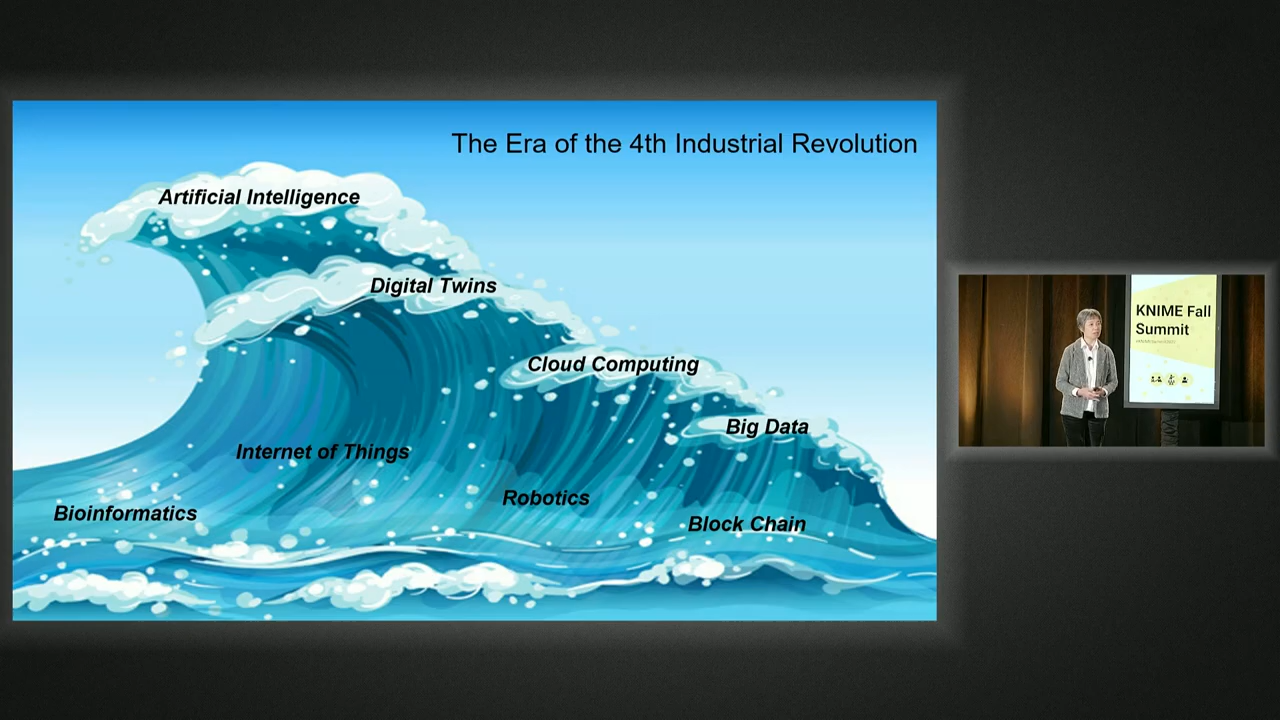 The Era of the 4th Industrial Revolution
Artificial Intelligence
Digital Twins
Cloud Computing
Big Data
Internet of Things
Robotics
Bioinformatics
Block Chain
KNIME Fall
Summit